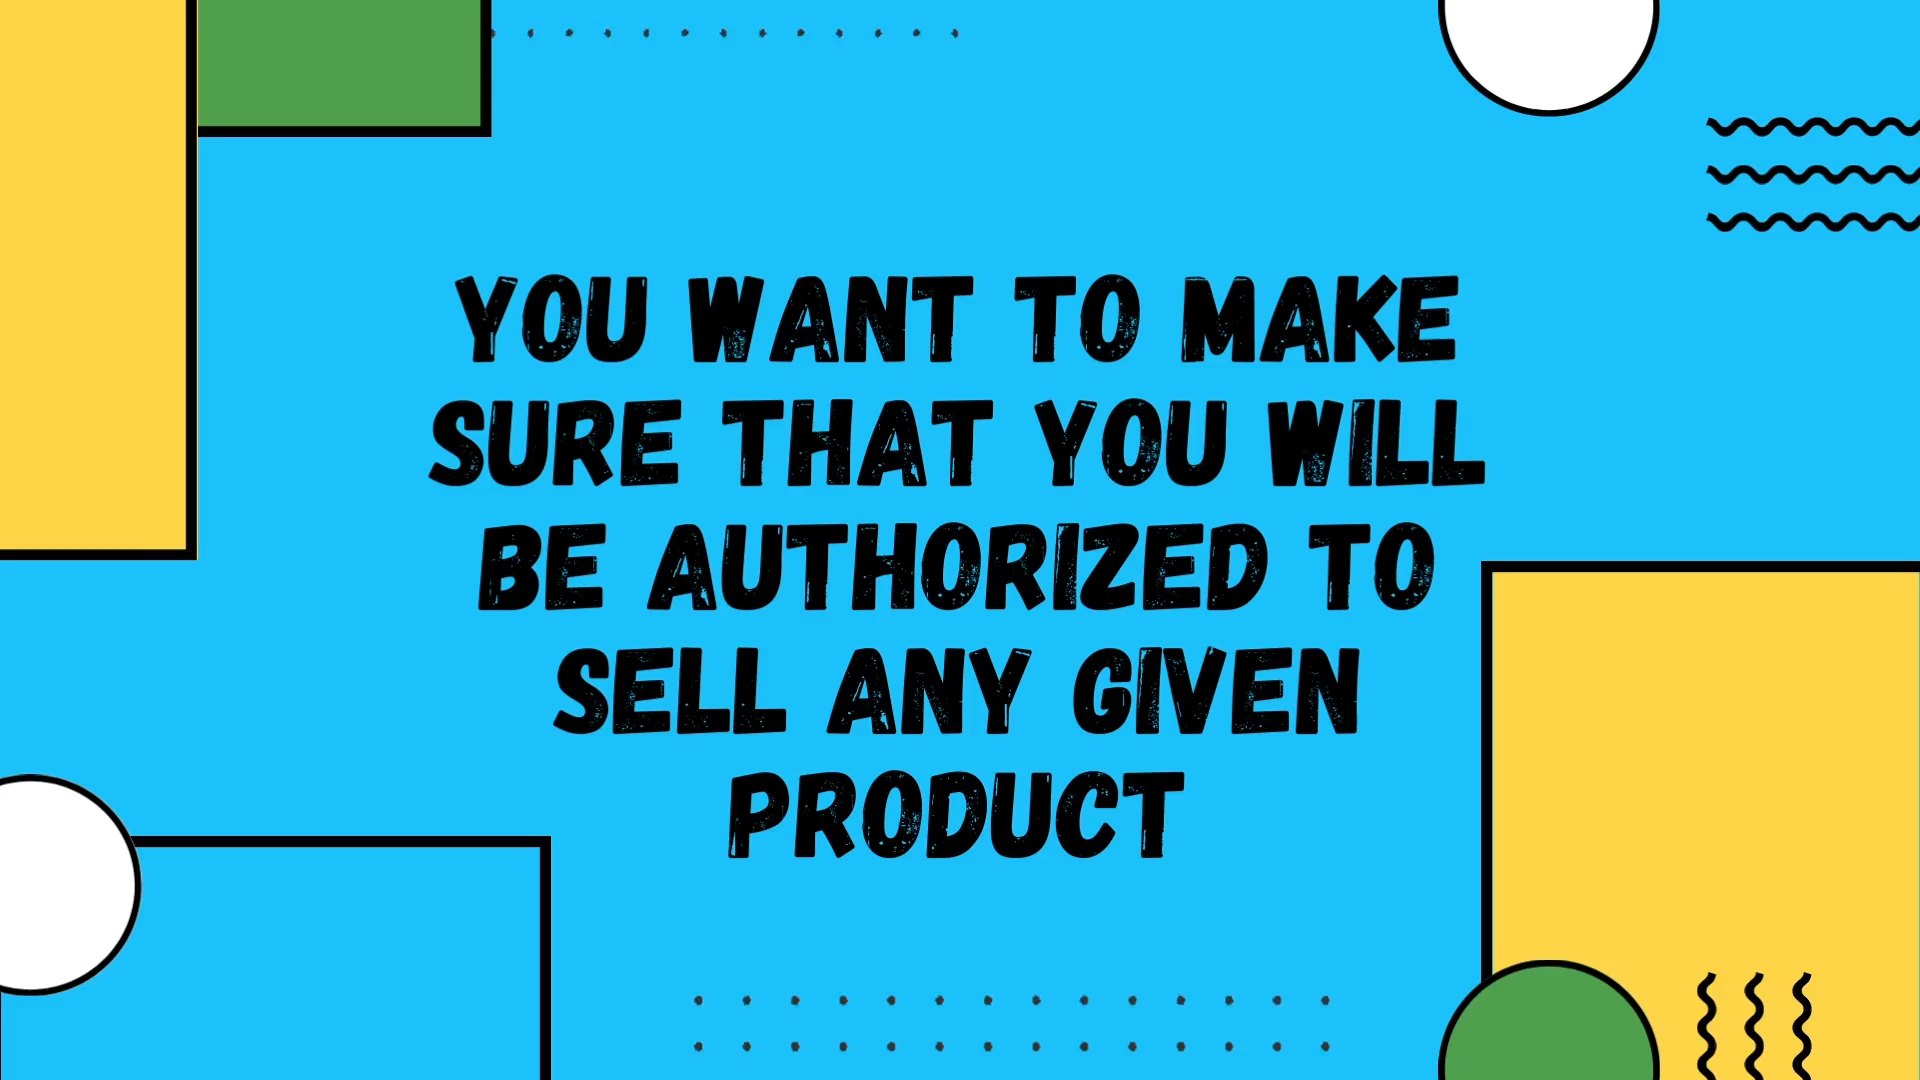 YOU WANT TO MAKE
SURE THAT YOU WILL
BE AUTHORIZED TO
SELL ANY GIVEN
PRODUCT